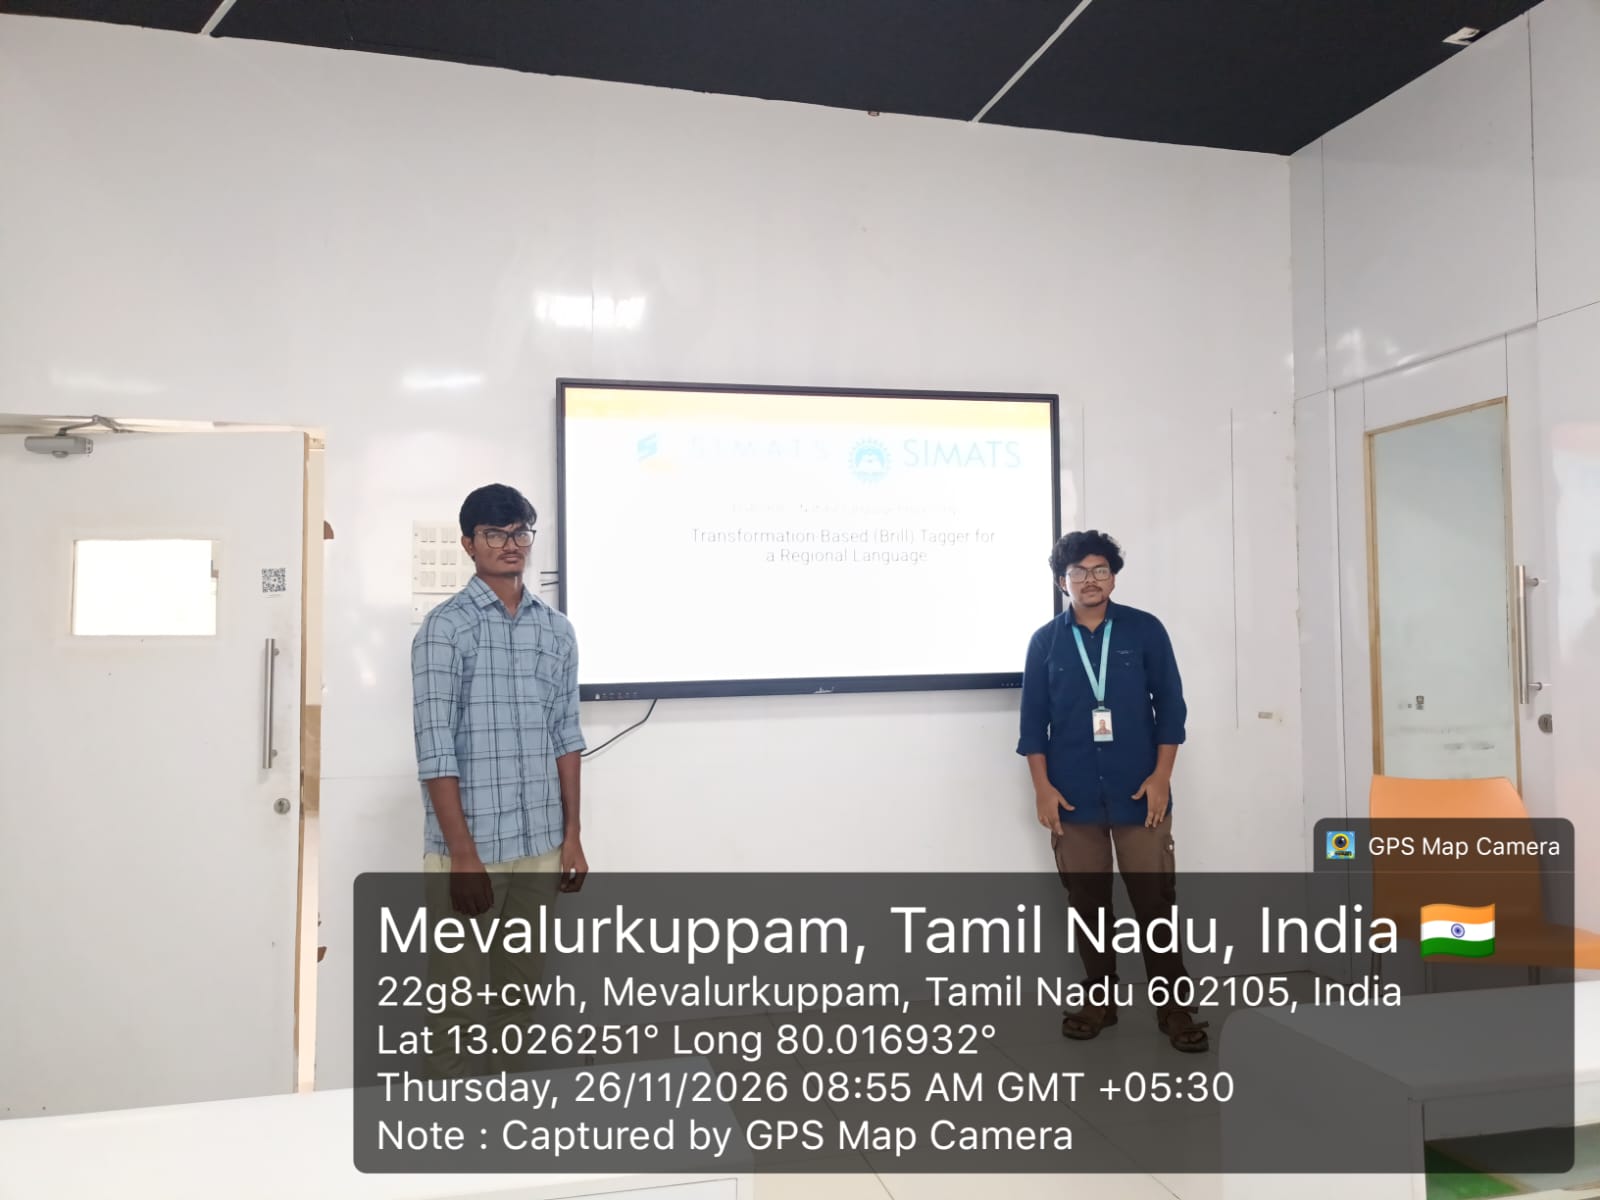 SIMATS
SIMATS
Transformation-Based (Brill) Tagger for
a Regional Language
GPS Map Camera
Mevalurkuppam, Tamil Nadu, India
22g8+cwh, Mevalurkuppam, Tamil Nadu 602105, India
Lat 13.026251° Long 80.016932°
Thursday, 26/11/2026 08:55 AM GMT +05:30
Note : Captured by GPS Map Camera